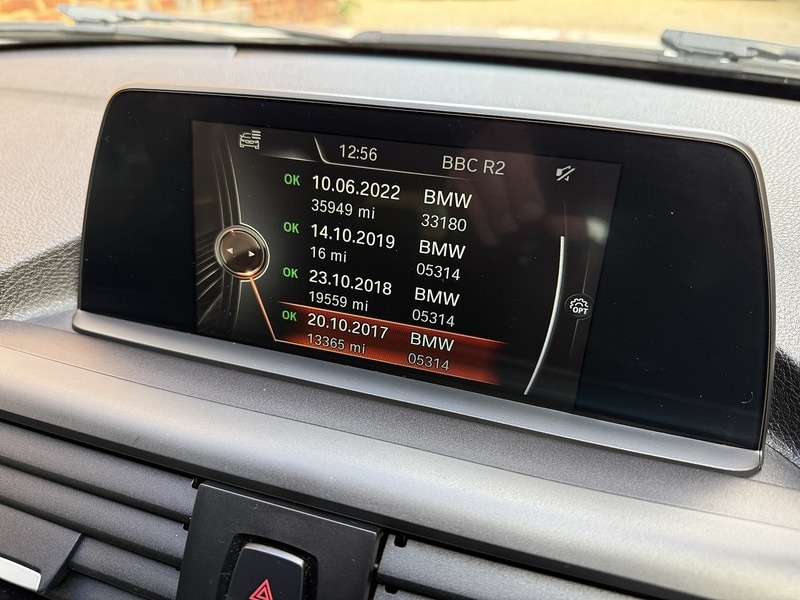 12:56 BBC R2
OK 10.06.2022 BMW
35949 mi 33180
OK 14.10.2019 BMW
16 mi 05314
OK 23.10.2018 BMW
19559 mi 05314
OK 20.10.2017 BMW
13365 mi 05314
OPT